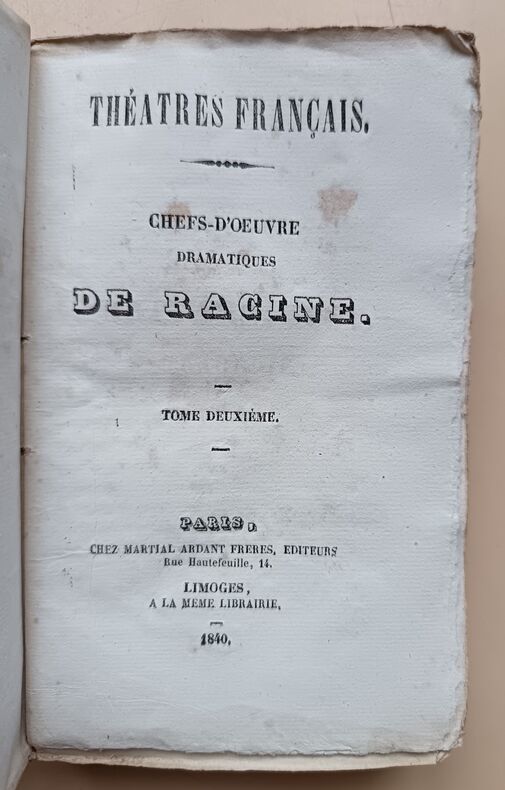 THÉATRES FRANÇAIS.
CHEFS-D'OEUVRE
DRAMATIQUES
DE RACINE.
TOME DEUXIÉME.
PARIS,
CHEZ MARTIAL ARDANT FRERES, EDITEURS
Rue Hautefeuille, 14.
LIMOGES,
A LA MEME LIBRAIRIE,
1840.